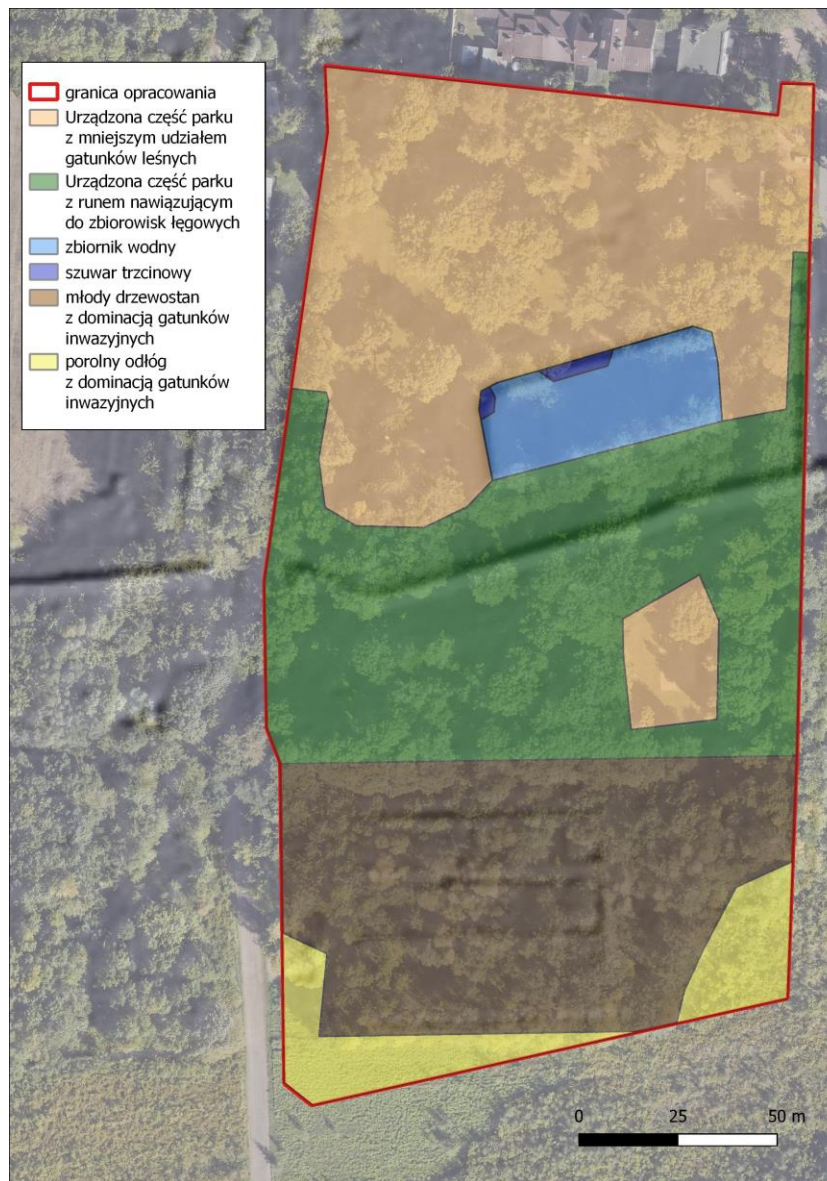 granica opracowania
Urządzona część parku
z mniejszym udziałem
gatunków leśnych
Urządzona część parku
z runem nawiązującym
do zbiorowisk łęgowych
zbiornik wodny
szuwar trzcinowy
młody drzewostan
z dominacją gatunków
inwazyjnych
porolny odłóg
z dominacją gatunków
inwazyjnych
0 25 50 m